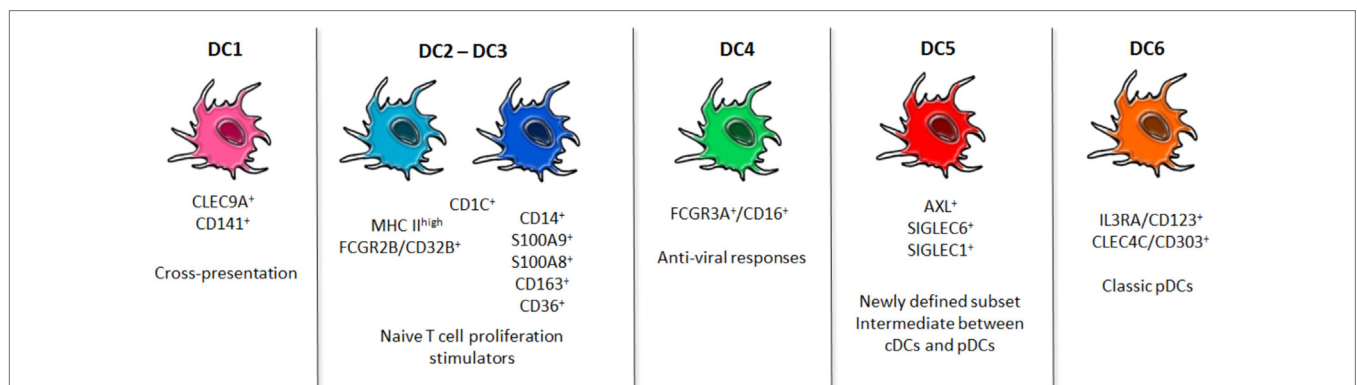 DC1
CLEC9A⁺
CD141⁺
Cross-presentation
DC2 – DC3
CD1C⁺
MHC IIʰⁱᵍʰ
FCGR2B/CD32B⁺
CD14⁺
S100A9⁺
S100A8⁺
CD163⁺
CD36⁺
Naive T cell proliferation
stimulators
DC4
FCGR3A⁺/CD16⁺
Anti-viral responses
DC5
AXL⁺
SIGLEC6⁺
SIGLEC1⁺
Newly defined subset
Intermediate between
cDCs and pDCs
DC6
IL3RA/CD123⁺
CLEC4C/CD303⁺
Classic pDCs